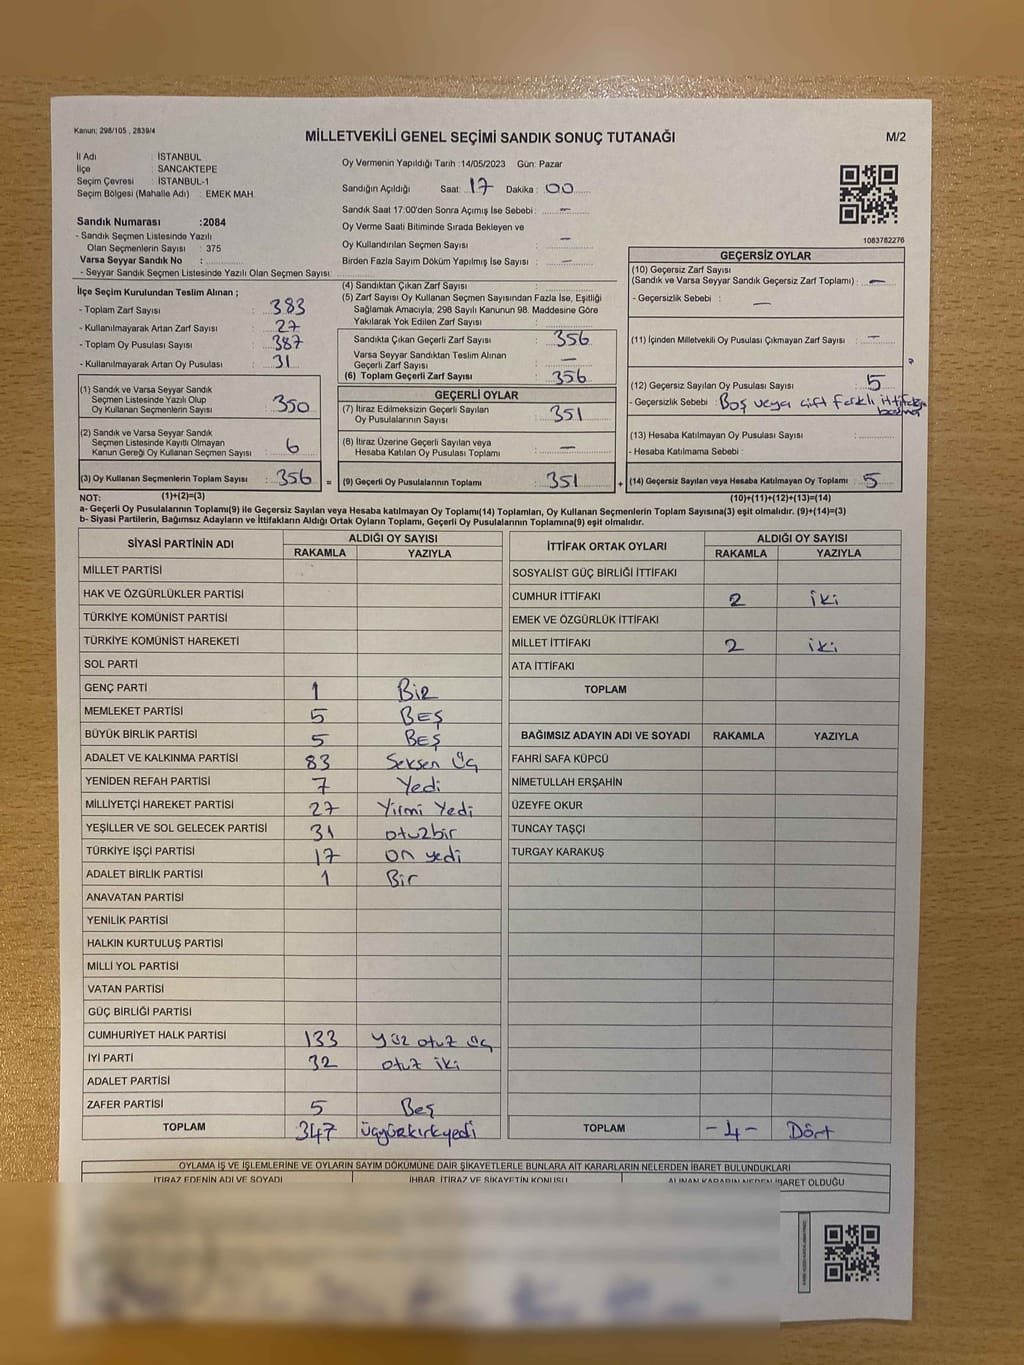 Kanun; 298/105 , 2839/4
MİLLETVEKİLİ GENEL SEÇİMİ SANDIK SONUÇ TUTANAĞI
M/2
İl Adı : İSTANBUL
İlçe : SANCAKTEPE
Seçim Çevresi : İSTANBUL-1
Seçim Bölgesi (Mahalle Adı) : EMEK MAH.
Sandık Numarası :2084
- Sandık Seçmen Listesinde Yazılı
Olan Seçmenlerin Sayısı : 375
Varsa Seyyar Sandık No :
- Seyyar Sandık Seçmen Listesinde Yazılı Olan Seçmen Sayısı:
Oy Vermenin Yapıldığı Tarih :14/05/2023 Gün: Pazar
Sandığın Açıldığı Saat: 17 Dakika : 00
Sandık Saat 17:00'den Sonra Açımış İse Sebebi : —
Oy Verme Saati Bitiminde Sırada Bekleyen ve
Oy Kullandırılan Seçmen Sayısı : —
Birden Fazla Sayım Döküm Yapılmış İse Sayısı : —
1083782276
İlçe Seçim Kurulundan Teslim Alınan ;
- Toplam Zarf Sayısı : 383
- Kullanılmayarak Artan Zarf Sayısı : 27
- Toplam Oy Pusulası Sayısı : 387
- Kullanılmayarak Artan Oy Pusulası : 31
(1) Sandık ve Varsa Seyyar Sandık
Seçmen Listesinde Yazılı Olup
Oy Kullanan Seçmenlerin Sayısı : 350
(2) Sandık ve Varsa Seyyar Sandık
Seçmen Listesinde Kayıtlı Olmayan
Kanun Gereği Oy Kullanan Seçmen Sayısı : 6
(3) Oy Kullanan Seçmenlerin Toplam Sayısı : 356 =
(4) Sandıktan Çıkan Zarf Sayısı :
(5) Zarf Sayısı Oy Kullanan Seçmen Sayısından Fazla İse, Eşitliği
Sağlamak Amacıyla; 298 Sayılı Kanunun 98. Maddesine Göre
Yakılarak Yok Edilen Zarf Sayısı :
Sandıkta Çıkan Geçerli Zarf Sayısı : 356
Varsa Seyyar Sandıktan Teslim Alınan
Geçerli Zarf Sayısı : —
(6) Toplam Geçerli Zarf Sayısı : 356
GEÇERLİ OYLAR
(7) İtiraz Edilmeksizin Geçerli Sayılan
Oy Pusulalarının Sayısı : 351
(8) İtiraz Üzerine Geçerli Sayılan veya
Hesaba Katılan Oy Pusulası Toplamı : —
(9) Geçerli Oy Pusulalarının Toplamı : 351 +
GEÇERSİZ OYLAR
(10) Geçersiz Zarf Sayısı
(Sandık ve Varsa Seyyar Sandık Geçersiz Zarf Toplamı) : —
- Geçersizlik Sebebi : —
(11) İçinden Milletvekili Oy Pusulası Çıkmayan Zarf Sayısı : —
(12) Geçersiz Sayılan Oy Pusulası Sayısı : 5
- Geçersizlik Sebebi : Boş veya çift farklı ittifaka
basma
(13) Hesaba Katılmayan Oy Pusulası Sayısı :
- Hesaba Katılmama Sebebi :
(14) Geçersiz Sayılan veya Hesaba Katılmayan Oy Toplamı : 5
NOT: (1)+(2)=(3)
(10)+(11)+(12)+(13)=(14)
a- Geçerli Oy Pusulalarının Toplamı(9) ile Geçersiz Sayılan veya Hesaba Katılmayan Oy Toplamı(14) Toplamları, Oy Kullanan Seçmenlerin Toplam Sayısına(3) eşit olmalıdır. (9)+(14)=(3)
b- Siyasi Partilerin, Bağımsız Adayların ve İttifakların Aldığı Ortak Oyların Toplamı, Geçerli Oy Pusulalarının Toplamına(9) eşit olmalıdır.
SİYASİ PARTİNİN ADI
ALDIĞI OY SAYISI
RAKAMLA YAZIYLA
MİLLET PARTİSİ
HAK VE ÖZGÜRLÜKLER PARTİSİ
TÜRKİYE KOMÜNİST PARTİSİ
TÜRKİYE KOMÜNİST HAREKETİ
SOL PARTİ
GENÇ PARTİ 1 Bir
MEMLEKET PARTİSİ 5 BEŞ
BÜYÜK BİRLİK PARTİSİ 5 BEŞ
ADALET VE KALKINMA PARTİSİ 83 Seksen Üç
YENİDEN REFAH PARTİSİ 7 Yedi
MİLLİYETÇİ HAREKET PARTİSİ 27 Yirmi Yedi
YEŞİLLER VE SOL GELECEK PARTİSİ 31 otuzbir
TÜRKİYE İŞÇİ PARTİSİ 17 on yedi
ADALET BİRLİK PARTİSİ 1 Bir
ANAVATAN PARTİSİ
YENİLİK PARTİSİ
HALKIN KURTULUŞ PARTİSİ
MİLLİ YOL PARTİSİ
VATAN PARTİSİ
GÜÇ BİRLİĞİ PARTİSİ
CUMHURİYET HALK PARTİSİ 133 yüz otuz üç
İYİ PARTİ 32 otuz iki
ADALET PARTİSİ
ZAFER PARTİSİ 5 Beş
TOPLAM 347 üçyüzkırkyedi
İTTİFAK ORTAK OYLARI
ALDIĞI OY SAYISI
RAKAMLA YAZIYLA
SOSYALİST GÜÇ BİRLİĞİ İTTİFAKI
CUMHUR İTTİFAKI 2 iki
EMEK VE ÖZGÜRLÜK İTTİFAKI
MİLLET İTTİFAKI 2 iki
ATA İTTİFAKI
TOPLAM
BAĞIMSIZ ADAYIN ADI VE SOYADI RAKAMLA YAZIYLA
FAHRİ SAFA KÜPCÜ
NİMETULLAH ERŞAHİN
ÜZEYFE OKUR
TUNCAY TAŞÇI
TURGAY KARAKUŞ
TOPLAM -4- Dört
OYLAMA İŞ VE İŞLEMLERİNE VE OYLARIN SAYIM DÖKÜMÜNE DAİR ŞİKAYETLERLE BUNLARA AİT KARARLARIN NELERDEN İBARET BULUNDUKLARI
İTİRAZ EDENİN ADI VE SOYADI
İHBAR, İTİRAZ VE ŞİKAYETİN KONUSU
ALINAN KARARIN NEDEN İBARET OLDUĞU